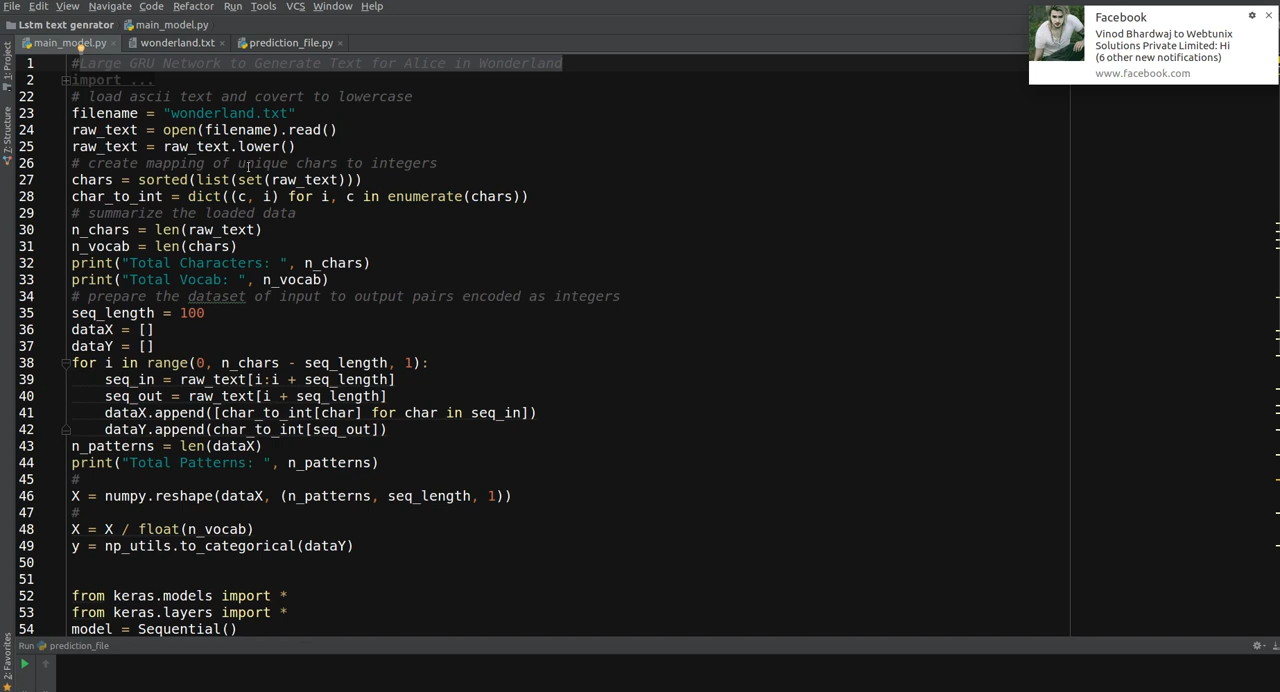 File Edit View Navigate Code Refactor Run Tools VCS Window Help
Lstm text genrator main_model.py
main_model.py wonderland.txt prediction_file.py
1: Project
7: Structure
2: Favorites
1 #Large GRU Network to Generate Text for Alice in Wonderland
2 import ...
22 # load ascii text and covert to lowercase
23 filename = "wonderland.txt"
24 raw_text = open(filename).read()
25 raw_text = raw_text.lower()
26 # create mapping of unique chars to integers
27 chars = sorted(list(set(raw_text)))
28 char_to_int = dict((c, i) for i, c in enumerate(chars))
29 # summarize the loaded data
30 n_chars = len(raw_text)
31 n_vocab = len(chars)
32 print("Total Characters: ", n_chars)
33 print("Total Vocab: ", n_vocab)
34 # prepare the dataset of input to output pairs encoded as integers
35 seq_length = 100
36 dataX = []
37 dataY = []
38 for i in range(0, n_chars - seq_length, 1):
39     seq_in = raw_text[i:i + seq_length]
40     seq_out = raw_text[i + seq_length]
41     dataX.append([char_to_int[char] for char in seq_in])
42     dataY.append(char_to_int[seq_out])
43 n_patterns = len(dataX)
44 print("Total Patterns: ", n_patterns)
45 #
46 X = numpy.reshape(dataX, (n_patterns, seq_length, 1))
47 #
48 X = X / float(n_vocab)
49 y = np_utils.to_categorical(dataY)
50
51
52 from keras.models import *
53 from keras.layers import *
54 model = Sequential()
Run prediction_file
Facebook
Vinod Bhardwaj to Webtunix
Solutions Private Limited: Hi
(6 other new notifications)
www.facebook.com